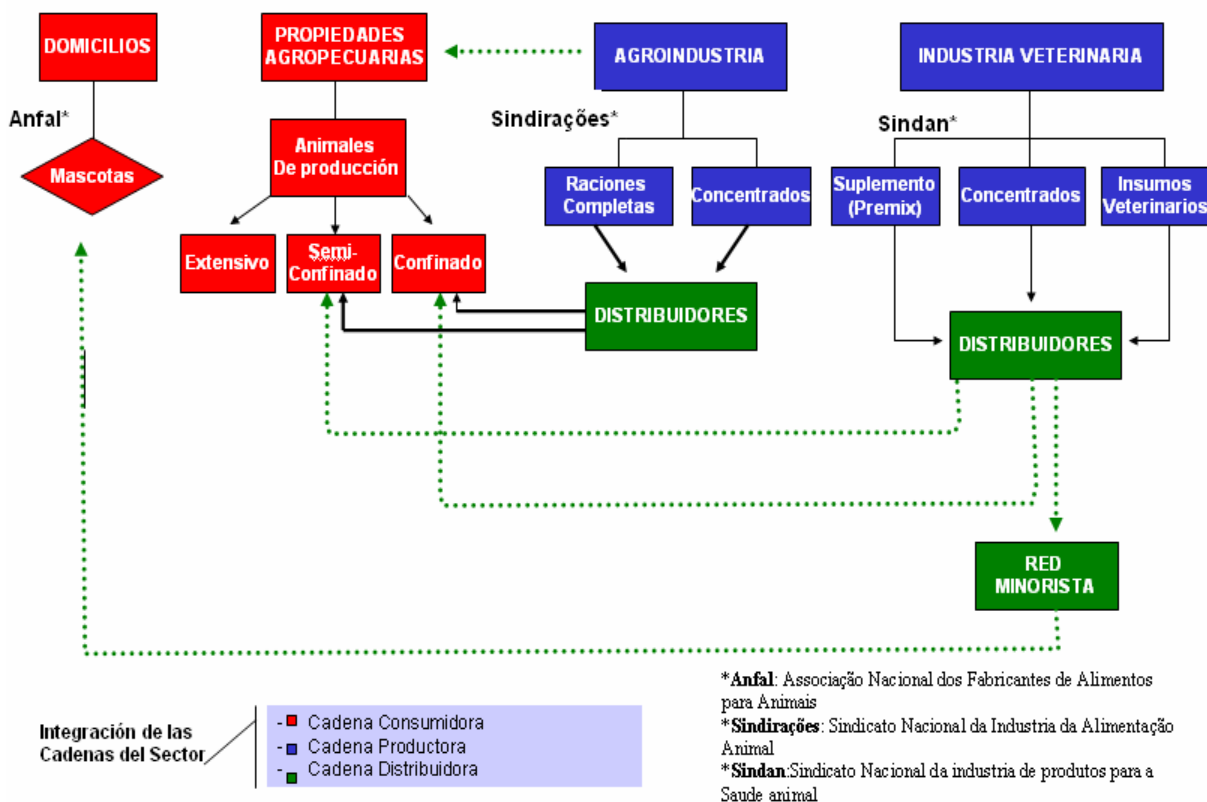 DOMICILIOS
PROPIEDADES
AGROPECUARIAS
AGROINDUSTRIA
INDUSTRIA VETERINARIA
Anfal*
Sindirações*
Sindan*
Mascotas
Animales
De producción
Raciones
Completas
Concentrados
Suplemento
(Premix)
Concentrados
Insumos
Veterinarios
Extensivo
Semi-
Confinado
Confinado
DISTRIBUIDORES
DISTRIBUIDORES
RED
MINORISTA
*Anfal: Associação Nacional dos Fabricantes de Alimentos
para Animais
*Sindirações: Sindicato Nacional da Industria da Alimentação
Animal
*Sindan:Sindicato Nacional da industria de produtos para a
Saude animal
Integración de las
Cadenas del Sector
- Cadena Consumidora
- Cadena Productora
- Cadena Distribuidora